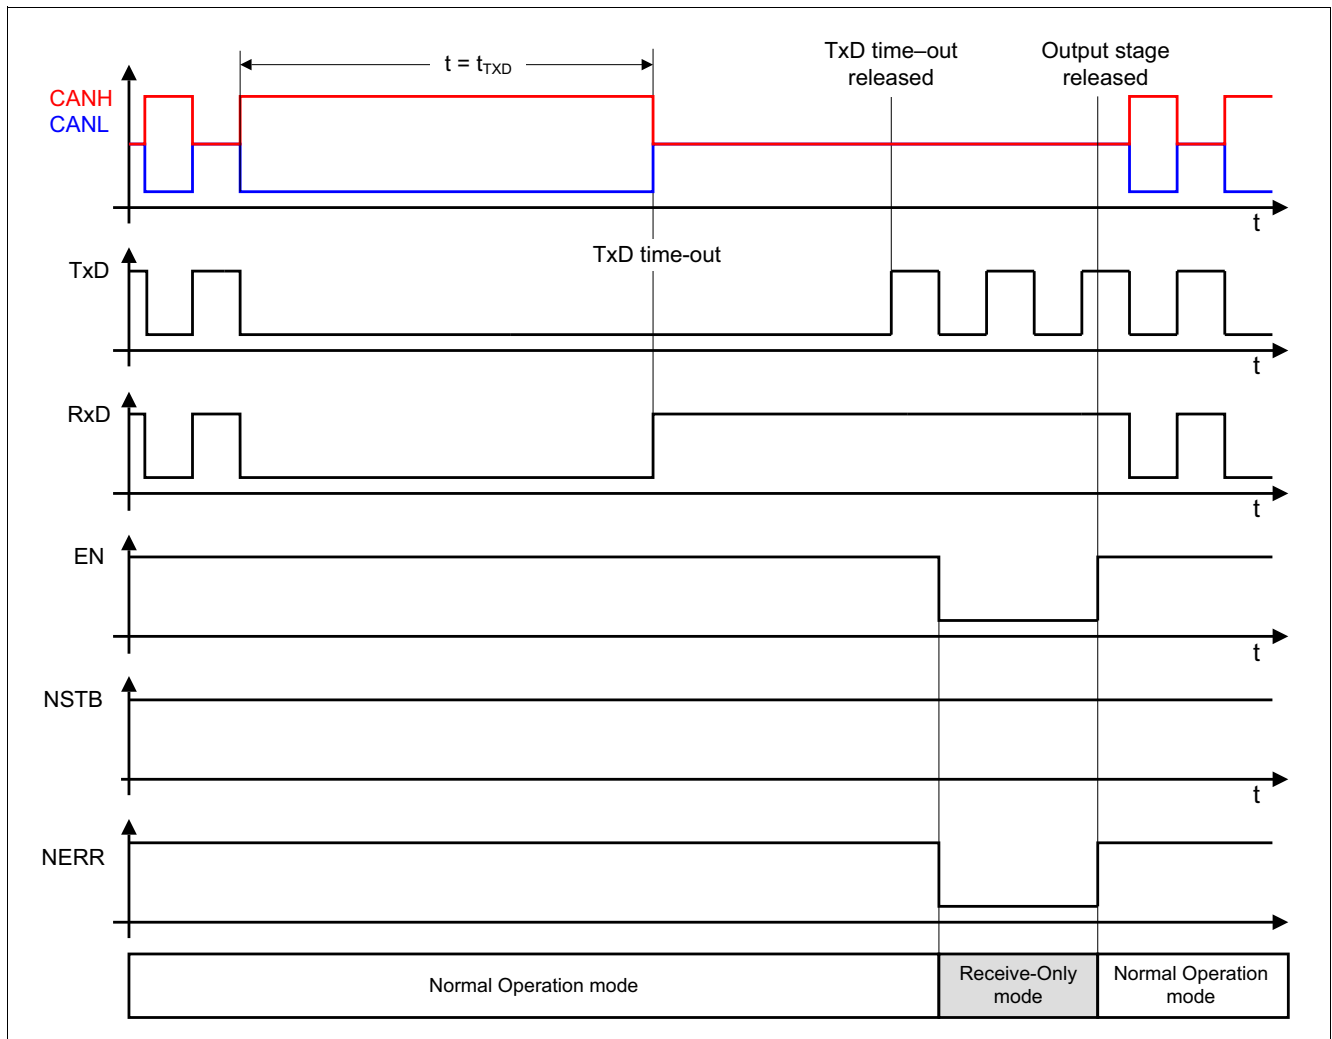 TxD time–out
released
Output stage
released
t = tTXD
CANH
CANL
t
TxD time-out
TxD
t
RxD
t
EN
t
NSTB
t
NERR
Normal Operation mode
Receive-Only
mode
Normal Operation
mode